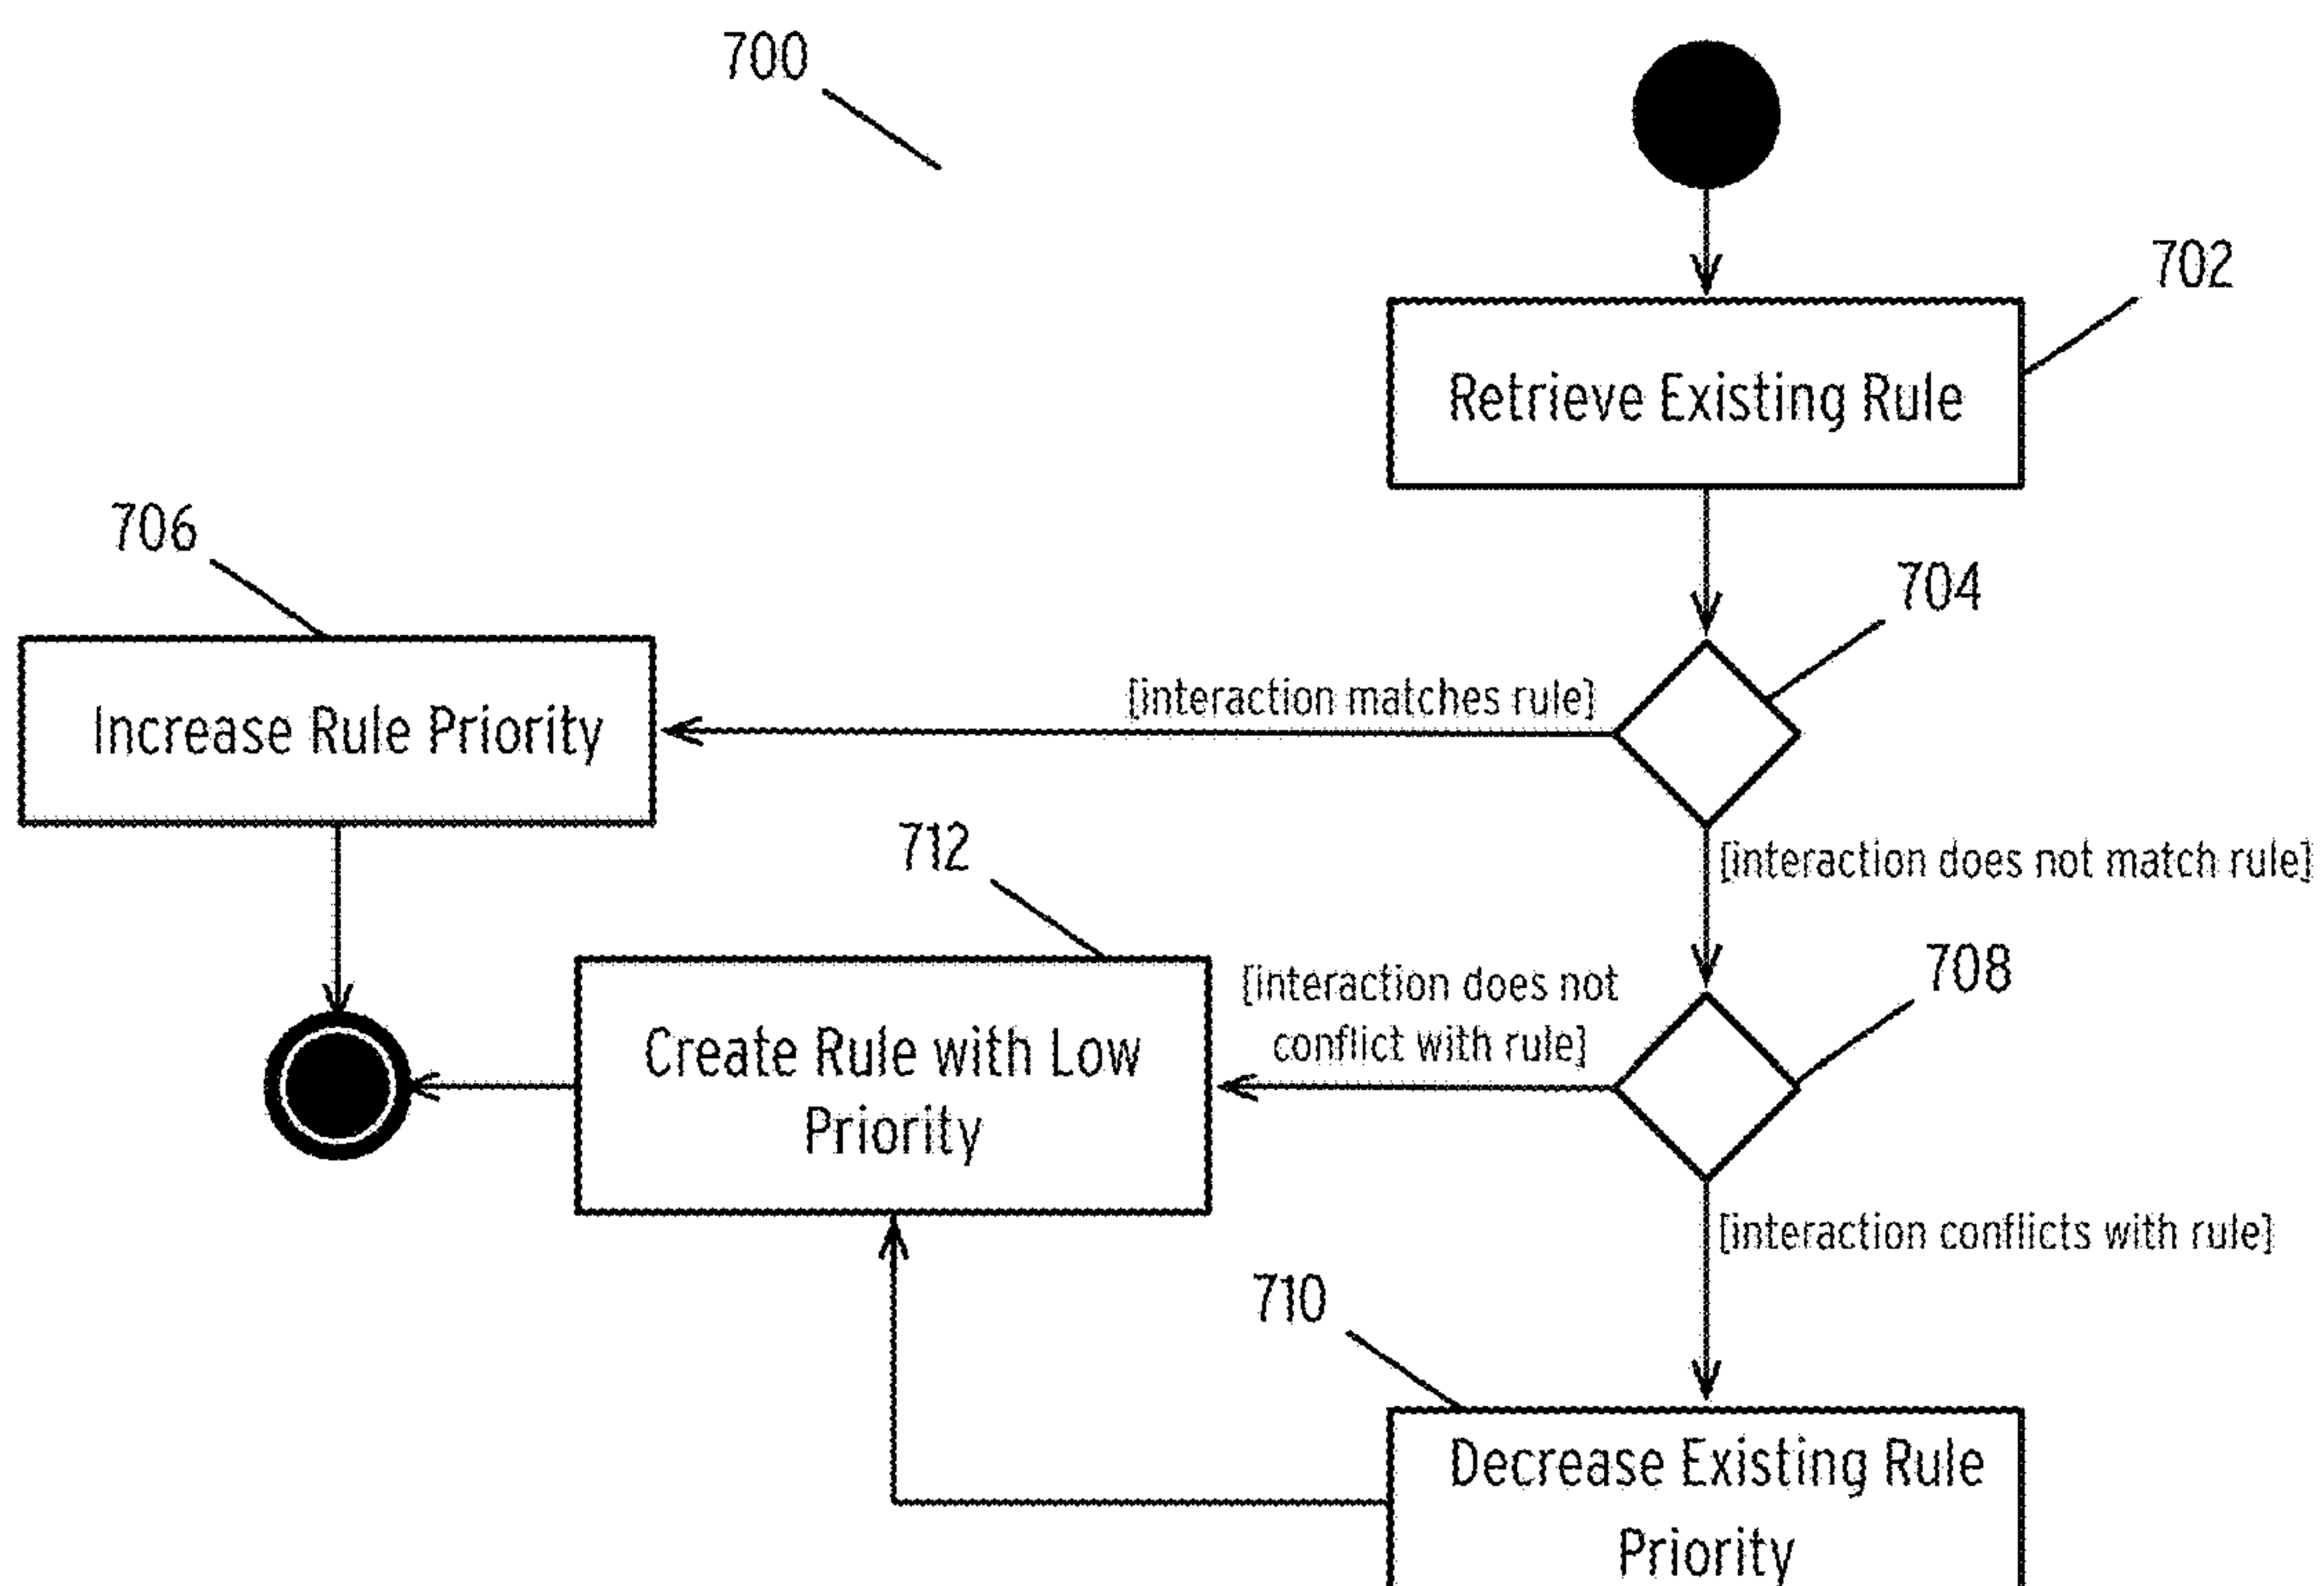 700
702
Retrieve Existing Rule
704
706
[interaction matches rule]
Increase Rule Priority
712
[interaction does not match rule]
708
[interaction does not
conflict with rule]
Create Rule with Low
Priority
[interaction conflicts with rule]
710
Decrease Existing Rule
Priority